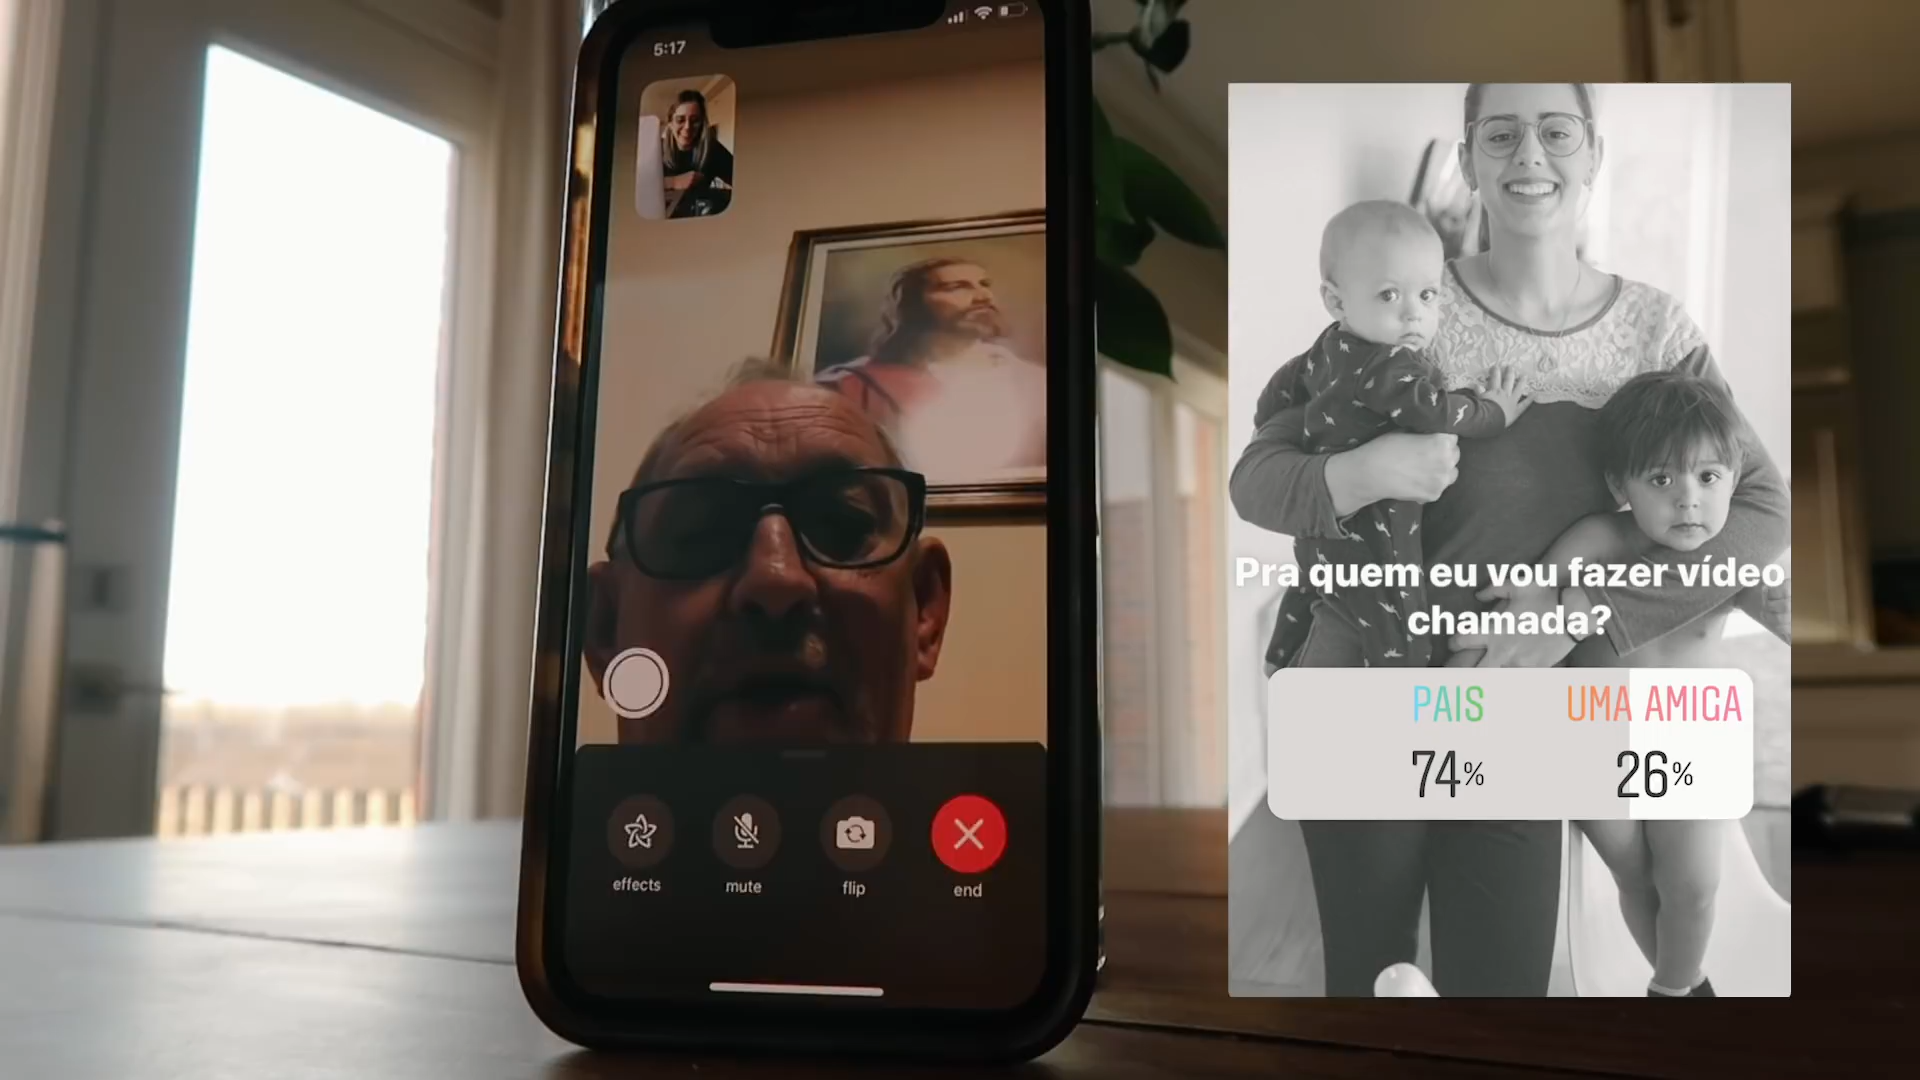 5:17
effects
mute
flip
end
Pra quem eu vou fazer vídeo
chamada?
PAIS
UMA AMIGA
74%
26%